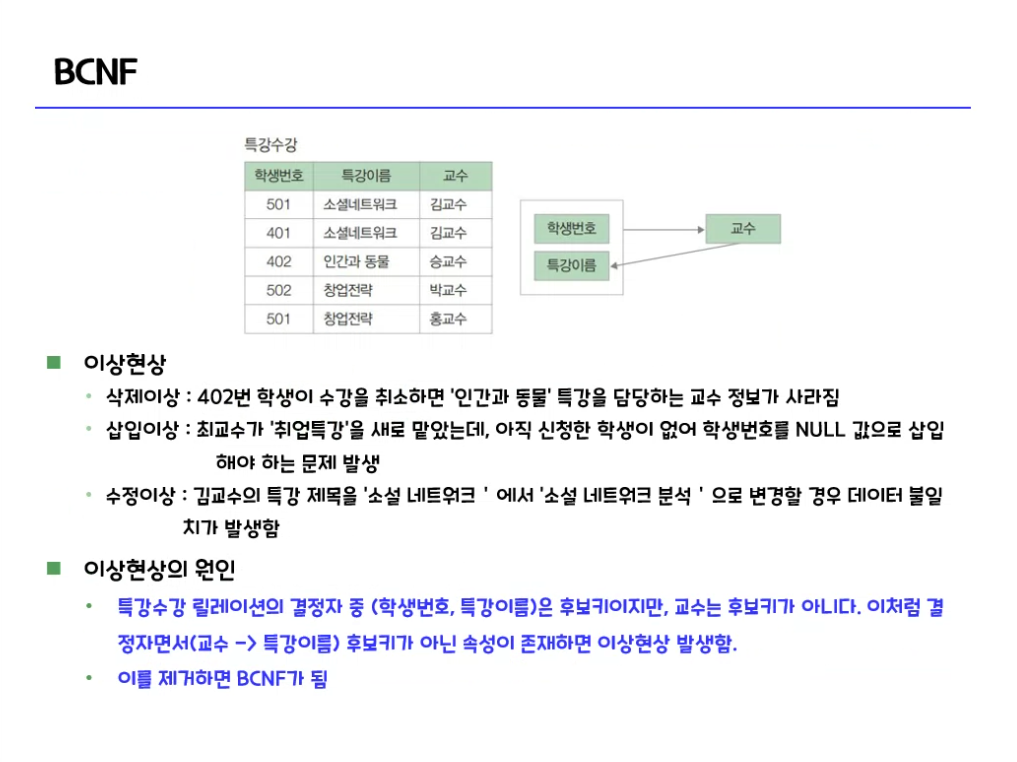 BCNF
특강수강
학생번호 특강이름 교수
501 소셜네트워크 김교수
401 소셜네트워크 김교수
402 인간과 동물 승교수
502 창업전략 박교수
501 창업전략 홍교수
학생번호 교수
특강이름
■ 이상현상
• 삭제이상 : 402번 학생이 수강을 취소하면 '인간과 동물' 특강을 담당하는 교수 정보가 사라짐
• 삽입이상 : 최교수가 '취업특강'을 새로 맡았는데, 아직 신청한 학생이 없어 학생번호를 NULL 값으로 삽입
해야 하는 문제 발생
• 수정이상 : 김교수의 특강 제목을 '소설 네트워크 ' 에서 '소설 네트워크 분석 ' 으로 변경할 경우 데이터 불일
치가 발생함
■ 이상현상의 원인
• 특강수강 릴레이션의 결정자 중 (학생번호, 특강이름)은 후보키이지만, 교수는 후보키가 아니다. 이처럼 결
정자면서(교수 -> 특강이름) 후보키가 아닌 속성이 존재하면 이상현상 발생함.
• 이를 제거하면 BCNF가 됨